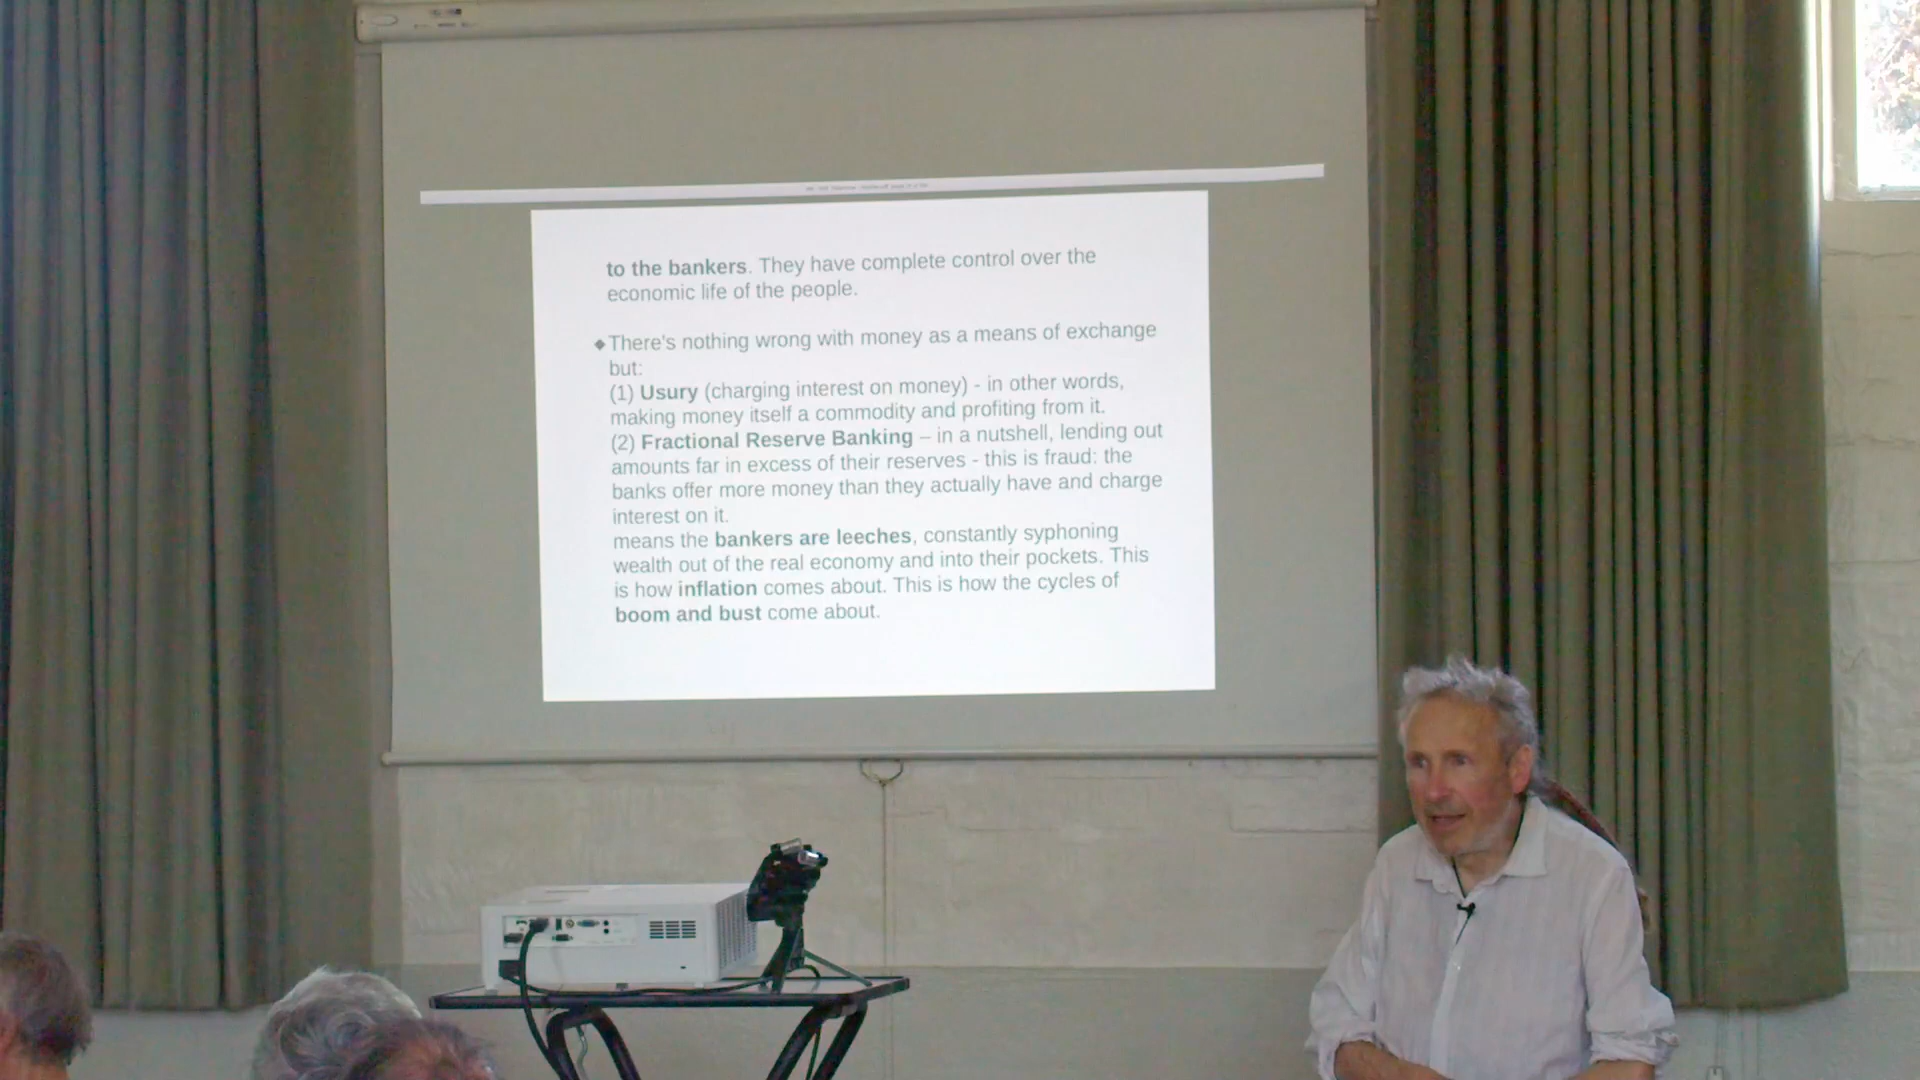 to the bankers. They have complete control over the
economic life of the people.
◆There's nothing wrong with money as a means of exchange
but:
(1) Usury (charging interest on money) - in other words,
making money itself a commodity and profiting from it.
(2) Fractional Reserve Banking – in a nutshell, lending out
amounts far in excess of their reserves - this is fraud: the
banks offer more money than they actually have and charge
interest on it.
means the bankers are leeches, constantly syphoning
wealth out of the real economy and into their pockets. This
is how inflation comes about. This is how the cycles of
boom and bust come about.